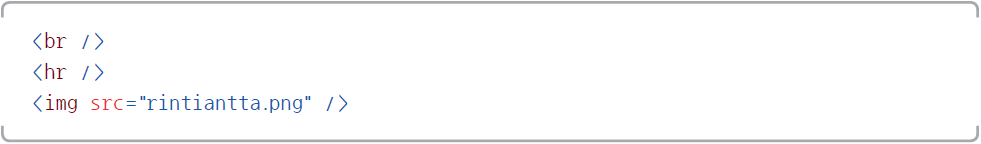 <br />
<hr />
<img src="rintiantta.png" />